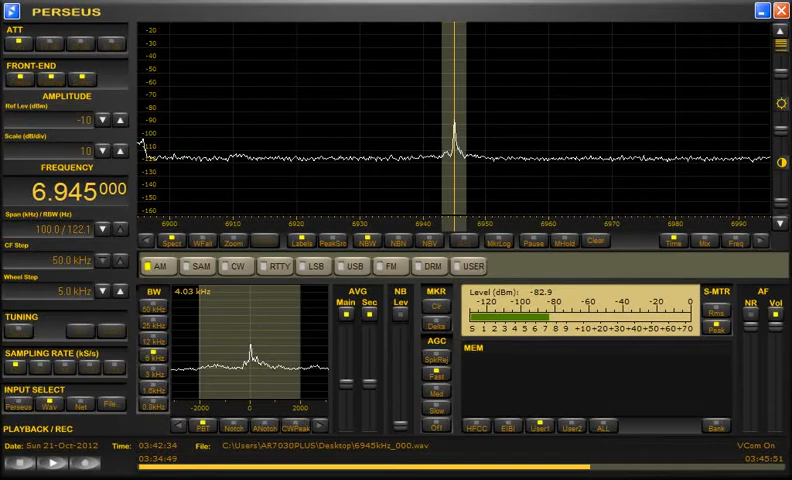 PERSEUS
ATT
FRONT-END
AMPLITUDE
Ref Lev (dBm)
-10
Scale (dB/div)
10
FREQUENCY
6.945000
Span (kHz) / RBW (Hz)
100.0 / 122.1
CF Step
50.0 kHz
Wheel Step
5.0 kHz
TUNING
SAMPLING RATE (kS/s)
INPUT SELECT
Perseus Wav Net File
-20
-30
-40
-50
-60
-70
-80
-90
-100
-110
-120
-130
-140
-150
-160
6900 6910 6920 6930 6940 6950 6960 6970 6980 6990
Spect WFall Zoom Labels PeakSrc NBW NBN NBV MkrLog Pause MHold Clear Time Mix Freq
AM SAM CW RTTY LSB USB FM DRM USER
BW
50 kHz
25 kHz
12 kHz
6 kHz
3 kHz
1.6kHz
0.8kHz
4.03 kHz
-2000 0 2000
PBT Notch ANotch CWPeak
AVG
Main Sec
NB
Lev
MKR
Clr
Delta
AGC
SpkRej
Fast
Med
Slow
Off
Level (dBm): -82.9
-120 -100 -80 -60 -40 -20 0
S 1 2 3 4 5 6 7 8 9 +10 +20 +30 +40 +50 +60 +70
S-MTR
Rms
Peak
AF
NR Vol
MEM
HFCC EIBI User1 User2 ALL Bank
PLAYBACK / REC
Date: Sun 21-Oct-2012 Time: 03:42:34 File: C:\Users\AR7030PLUS\Desktop\6945kHz_000.wav VCom On
03:34:49 03:45:51